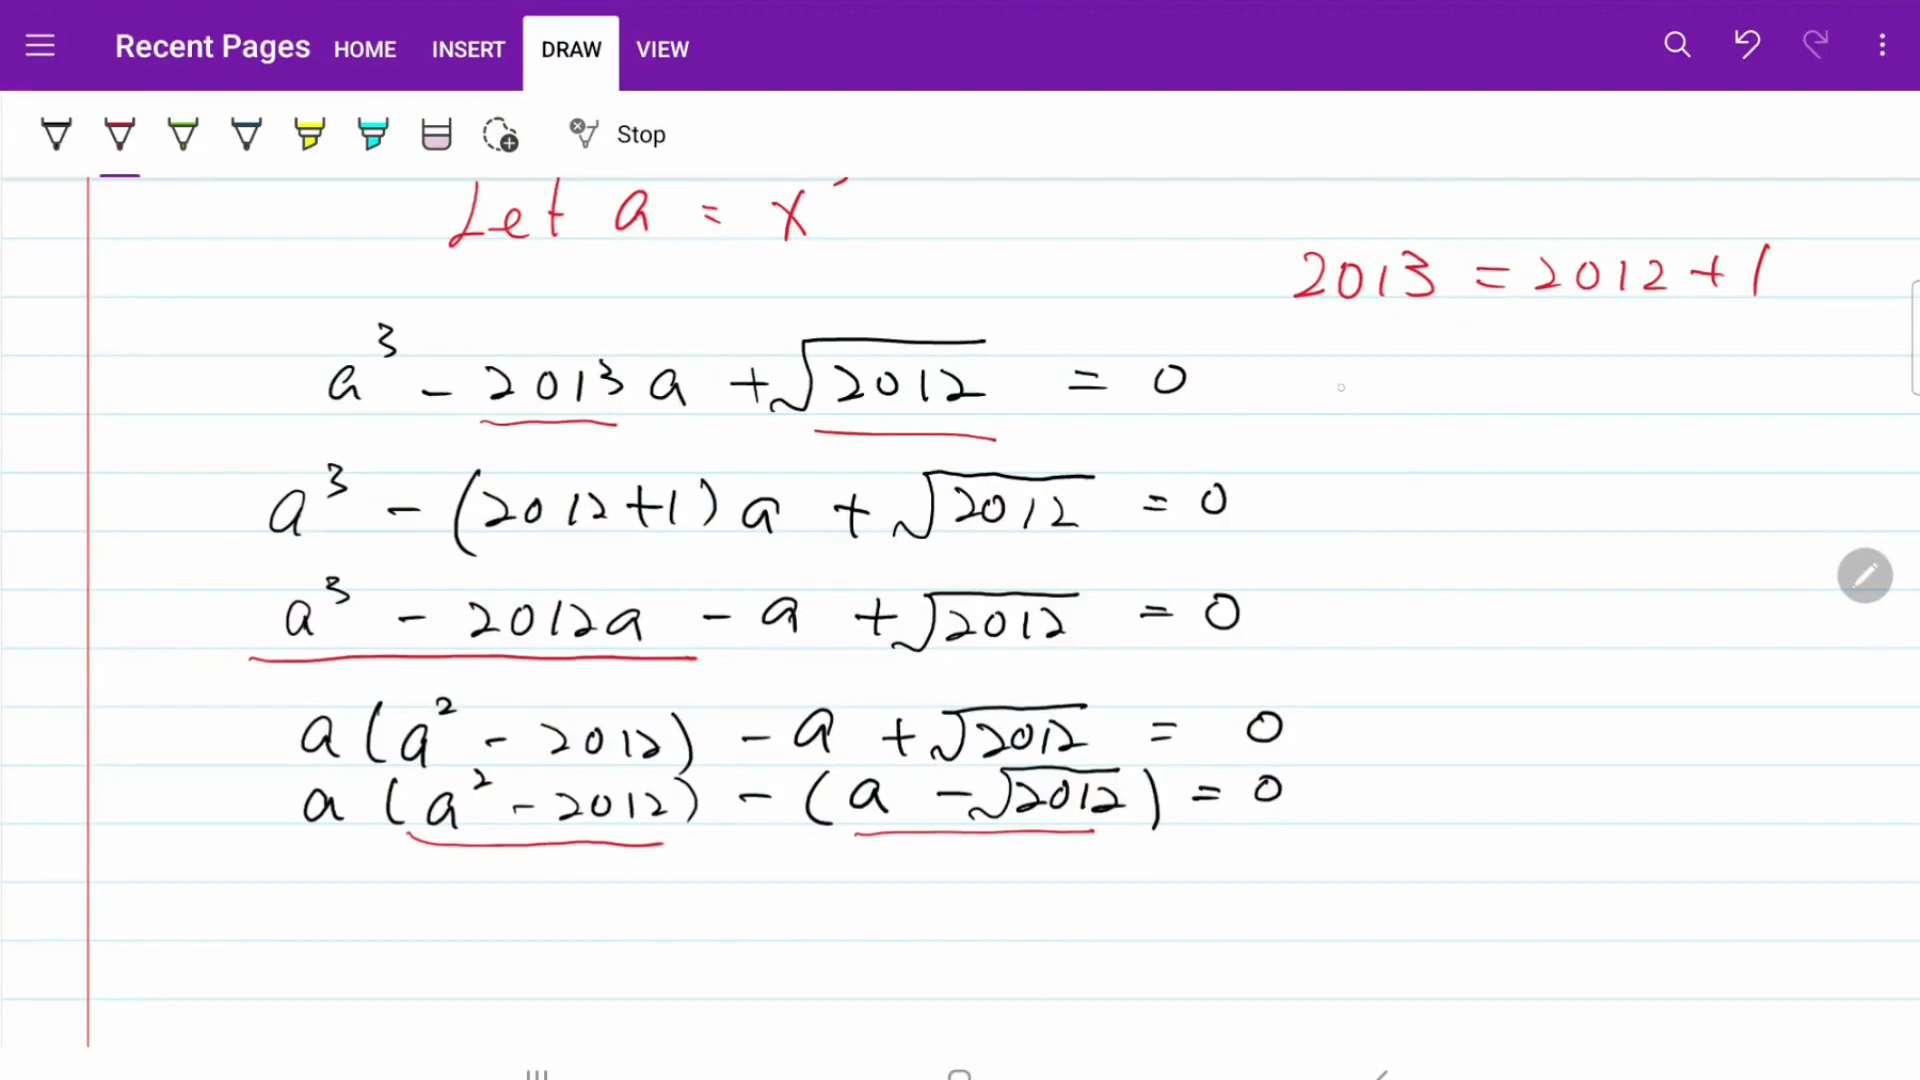 Recent Pages HOME INSERT DRAW VIEW
Stop
Let a = x
2013 = 2012 + 1
a³ - 2013a + √2012 = 0
a³ - (2012+1)a + √2012 = 0
a³ - 2012a - a + √2012 = 0
a(a² - 2012) - a + √2012 = 0
a(a² - 2012) - (a - √2012) = 0